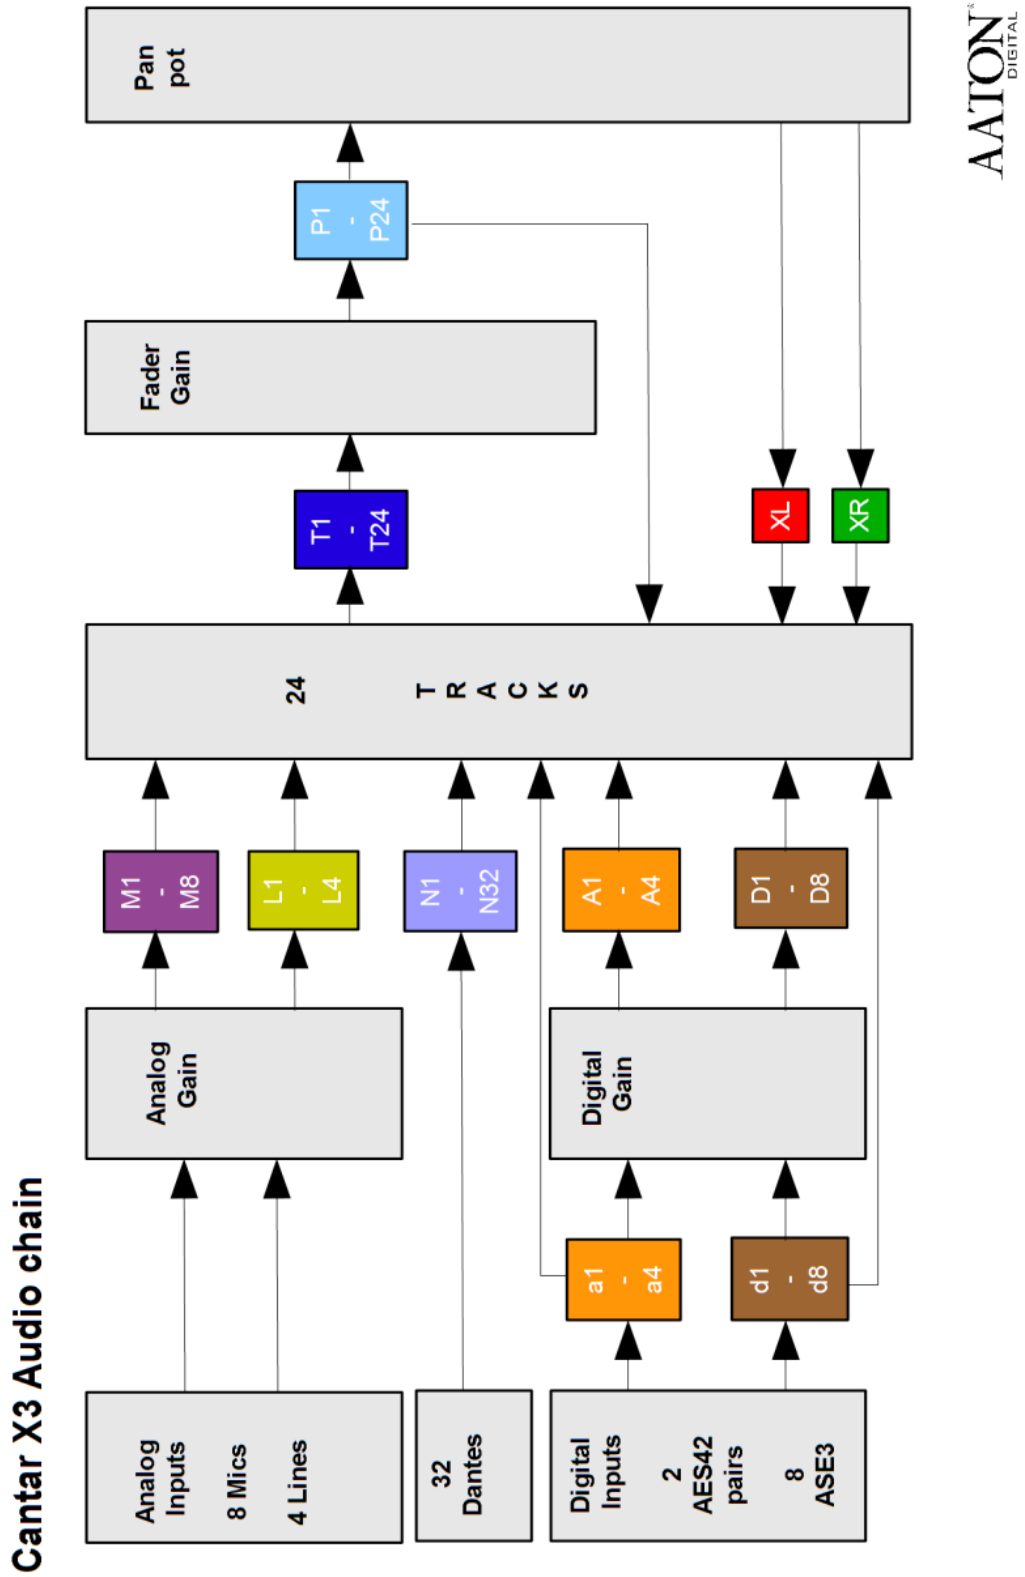 Cantar X3 Audio chain
Analog
Inputs
8 Mics
4 Lines
32
Dantes
Digital
Inputs
2
AES42
pairs
8
ASE3
a1
-
a4
d1
-
d8
Analog
Gain
Digital
Gain
M1
-
M8
L1
-
L4
N1
-
N32
A1
-
A4
D1
-
D8
24
T
R
A
C
K
S
T1
-
T24
XL
XR
Fader
Gain
P1
-
P24
Pan
pot
AATON
DIGITAL